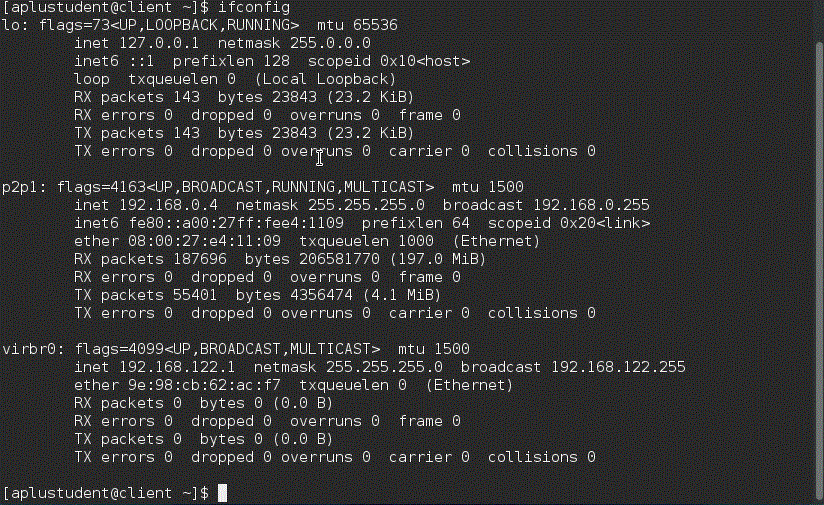 [aplustudent@client ~]$ ifconfig
lo: flags=73<UP,LOOPBACK,RUNNING>  mtu 65536
        inet 127.0.0.1  netmask 255.0.0.0
        inet6 ::1  prefixlen 128  scopeid 0x10<host>
        loop  txqueuelen 0  (Local Loopback)
        RX packets 143  bytes 23843 (23.2 KiB)
        RX errors 0  dropped 0  overruns 0  frame 0
        TX packets 143  bytes 23843 (23.2 KiB)
        TX errors 0  dropped 0 overruns 0  carrier 0  collisions 0

p2p1: flags=4163<UP,BROADCAST,RUNNING,MULTICAST>  mtu 1500
        inet 192.168.0.4  netmask 255.255.255.0  broadcast 192.168.0.255
        inet6 fe80::a00:27ff:fee4:1109  prefixlen 64  scopeid 0x20<link>
        ether 08:00:27:e4:11:09  txqueuelen 1000  (Ethernet)
        RX packets 187696  bytes 206581770 (197.0 MiB)
        RX errors 0  dropped 0  overruns 0  frame 0
        TX packets 55401  bytes 4356474 (4.1 MiB)
        TX errors 0  dropped 0 overruns 0  carrier 0  collisions 0

virbr0: flags=4099<UP,BROADCAST,MULTICAST>  mtu 1500
        inet 192.168.122.1  netmask 255.255.255.0  broadcast 192.168.122.255
        ether 9e:98:cb:62:ac:f7  txqueuelen 0  (Ethernet)
        RX packets 0  bytes 0 (0.0 B)
        RX errors 0  dropped 0  overruns 0  frame 0
        TX packets 0  bytes 0 (0.0 B)
        TX errors 0  dropped 0 overruns 0  carrier 0  collisions 0

[aplustudent@client ~]$